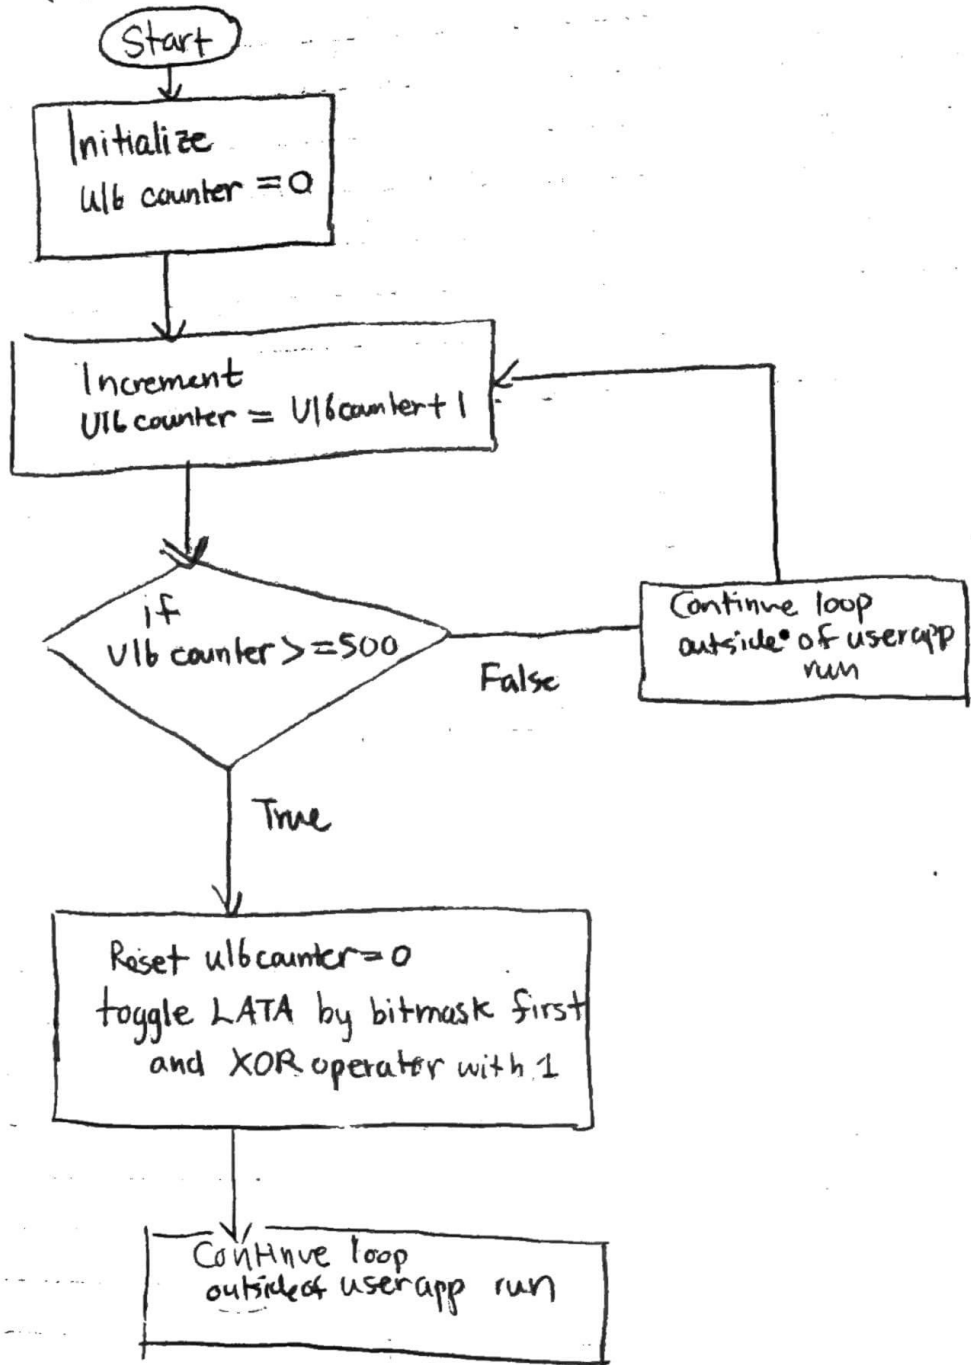 Start
Initialize
U16 counter = 0
Increment
U16 counter = U16counter + 1
if
U16 counter >= 500
False
Continue loop
outside of userapp
run
True
Reset u16counter = 0
toggle LATA by bitmask first
and XOR operator with 1
Continue loop
outside of userapp run